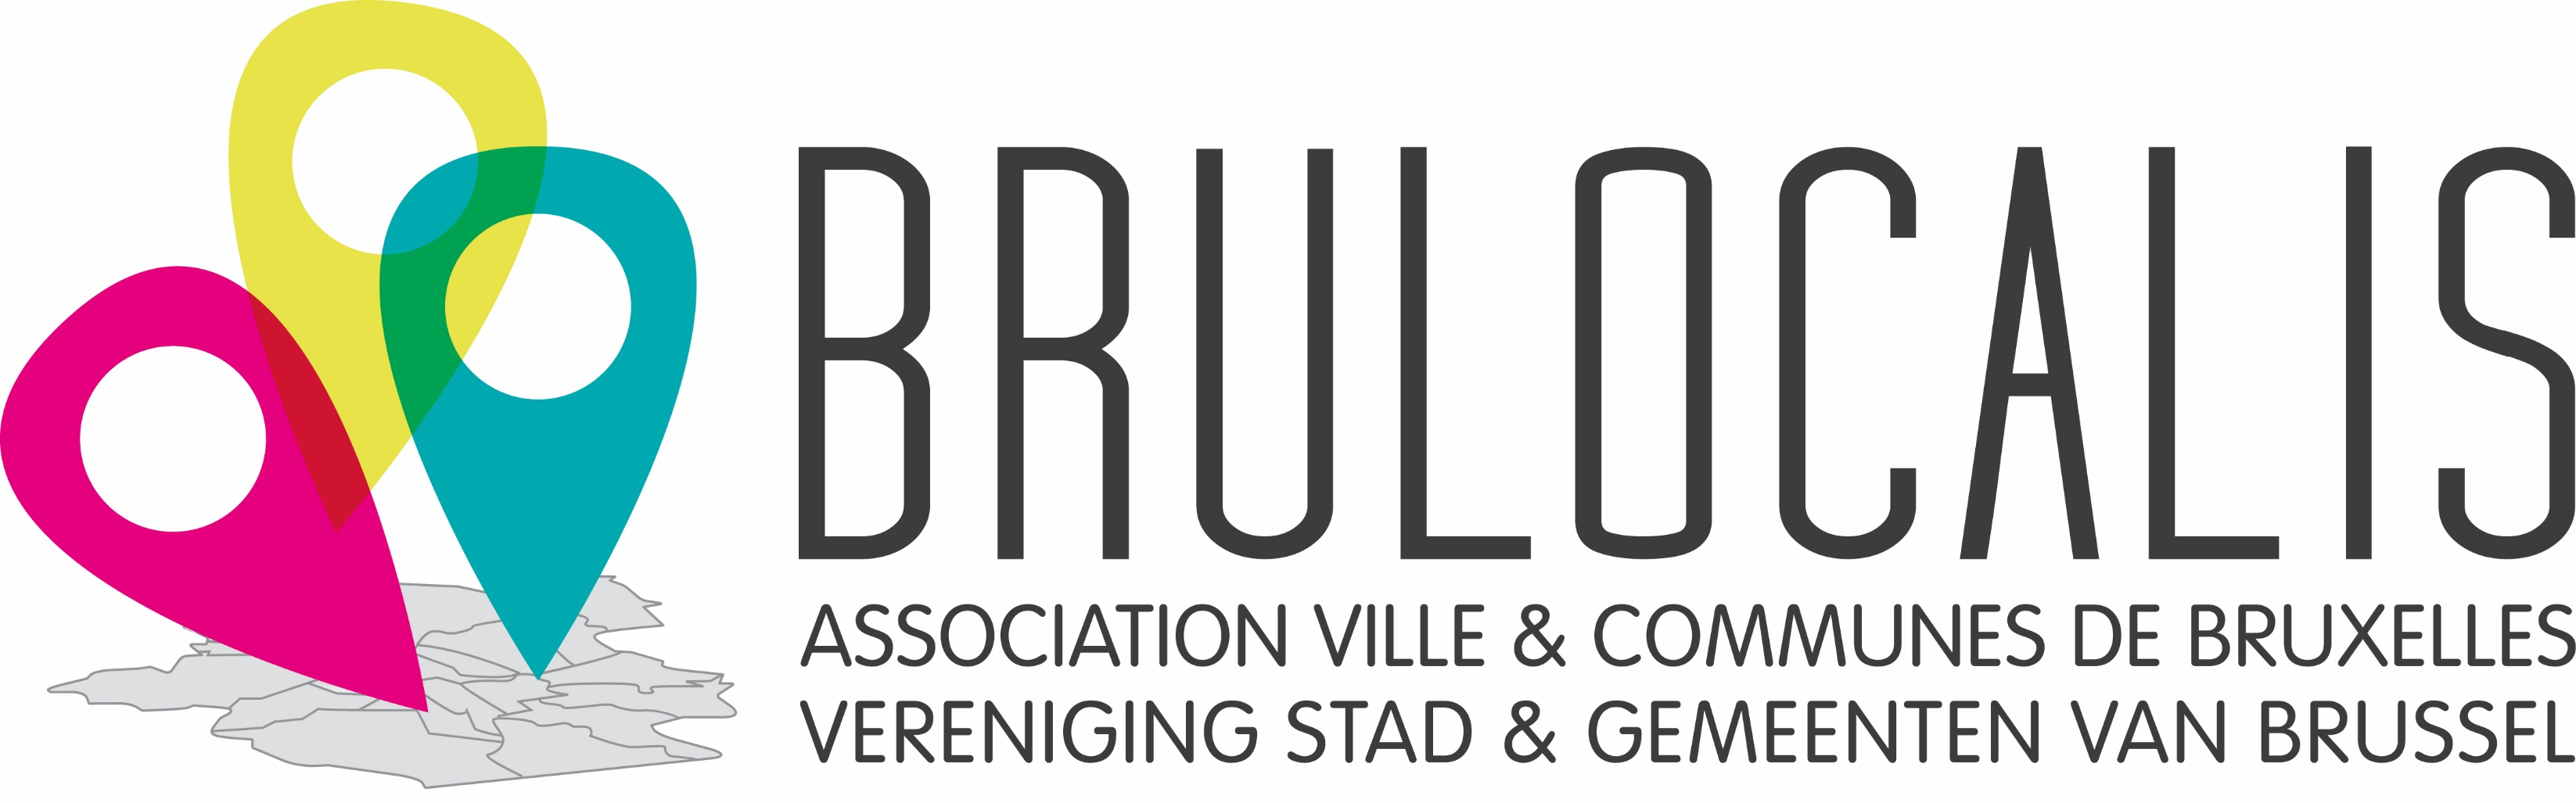 BRULOCALIS
ASSOCIATION VILLE & COMMUNES DE BRUXELLES
VERENIGING STAD & GEMEENTEN VAN BRUSSEL